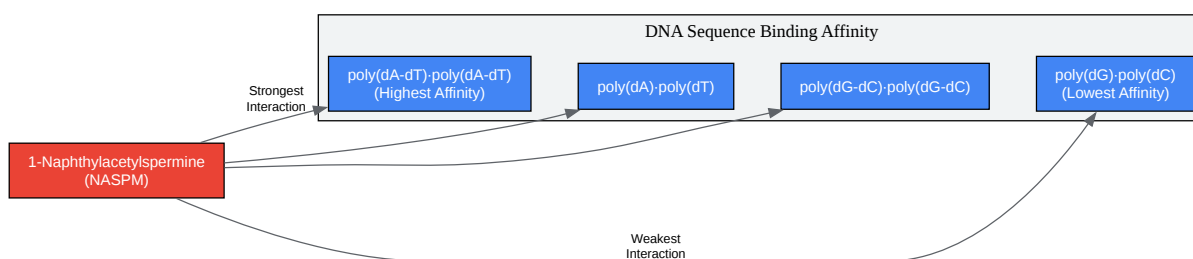 DNA Sequence Binding Affinity
poly(dA-dT)·poly(dA-dT)
(Highest Affinity)
poly(dA)·poly(dT)
poly(dG-dC)·poly(dG-dC)
poly(dG)·poly(dC)
(Lowest Affinity)
Strongest
Interaction
1-Naphthylacetylspermine
(NASPM)
Weakest
Interaction